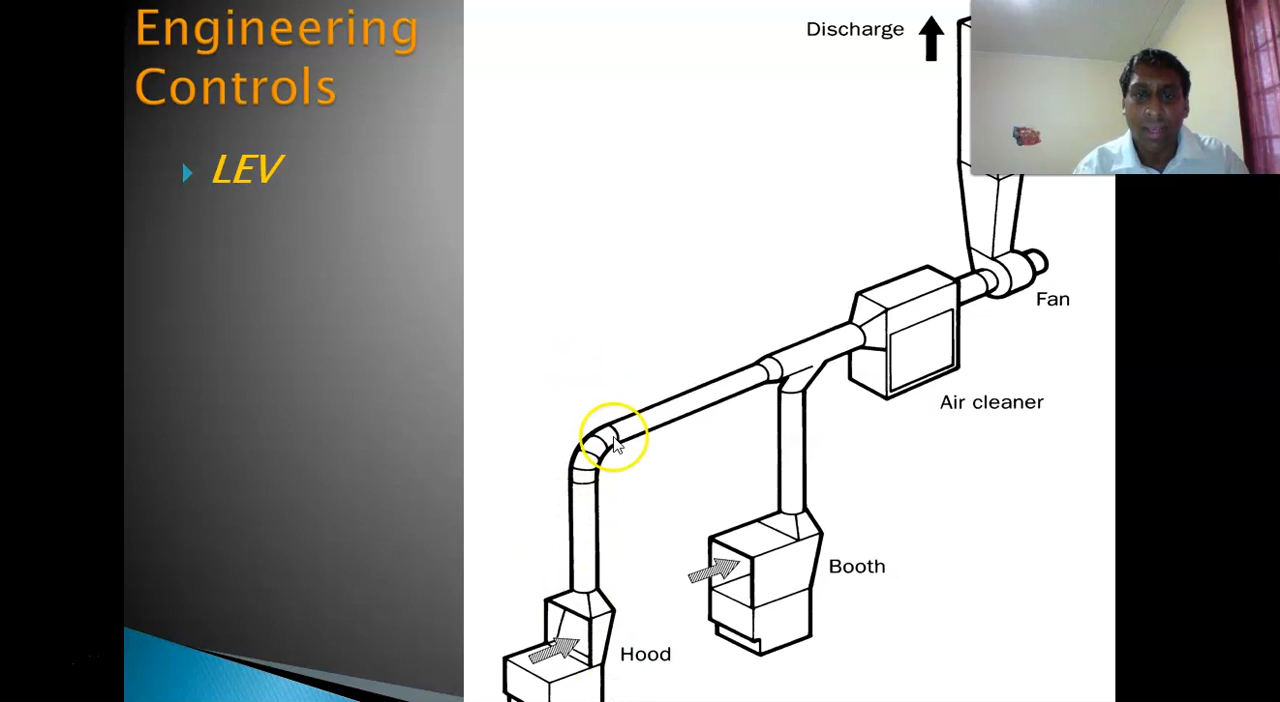 Engineering
Controls
LEV
Discharge
Fan
Air cleaner
Booth
Hood